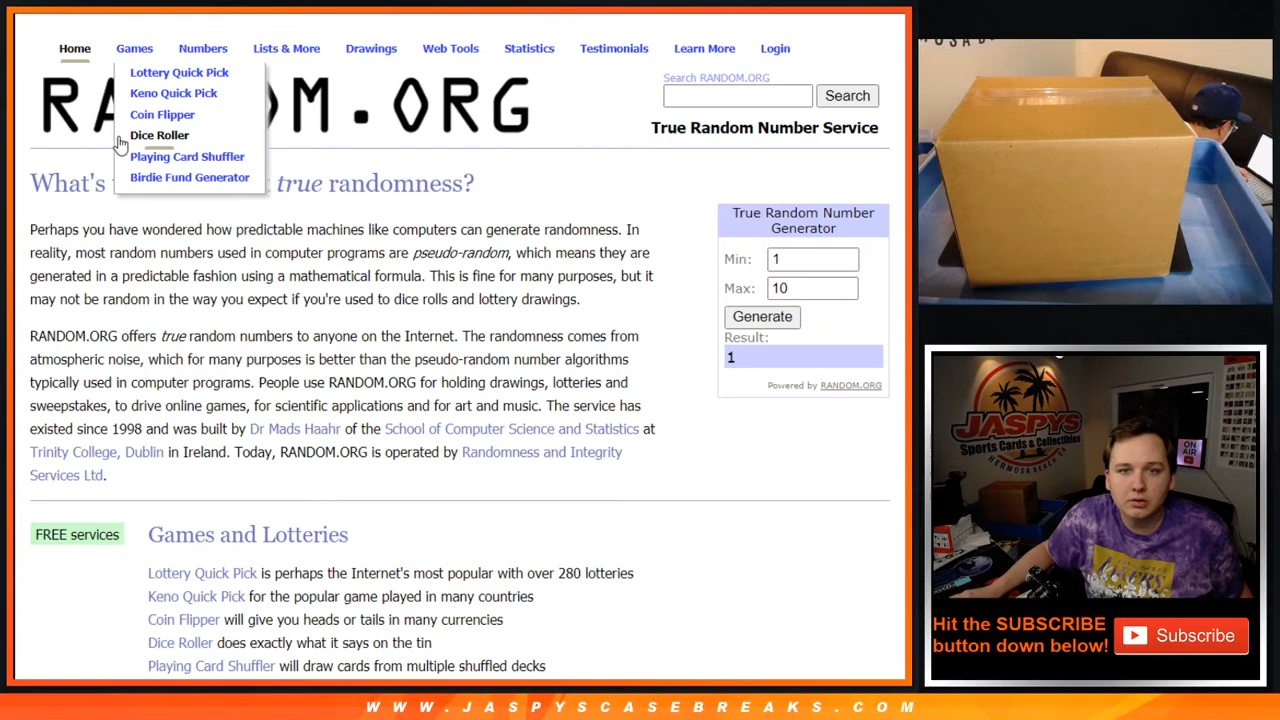 Home Games Numbers Lists & More Drawings Web Tools Statistics Testimonials Learn More Login
Lottery Quick Pick
Keno Quick Pick
Coin Flipper
Dice Roller
Playing Card Shuffler
Birdie Fund Generator
RA M.ORG
Search RANDOM.ORG
Search
True Random Number Service
What's true randomness?
Perhaps you have wondered how predictable machines like computers can generate randomness. In
reality, most random numbers used in computer programs are pseudo-random, which means they are
generated in a predictable fashion using a mathematical formula. This is fine for many purposes, but it
may not be random in the way you expect if you're used to dice rolls and lottery drawings.
RANDOM.ORG offers true random numbers to anyone on the Internet. The randomness comes from
atmospheric noise, which for many purposes is better than the pseudo-random number algorithms
typically used in computer programs. People use RANDOM.ORG for holding drawings, lotteries and
sweepstakes, to drive online games, for scientific applications and for art and music. The service has
existed since 1998 and was built by Dr Mads Haahr of the School of Computer Science and Statistics at
Trinity College, Dublin in Ireland. Today, RANDOM.ORG is operated by Randomness and Integrity
Services Ltd.
True Random Number
Generator
Min: 1
Max: 10
Generate
Result:
1
Powered by RANDOM.ORG
FREE services
Games and Lotteries
Lottery Quick Pick is perhaps the Internet's most popular with over 280 lotteries
Keno Quick Pick for the popular game played in many countries
Coin Flipper will give you heads or tails in many currencies
Dice Roller does exactly what it says on the tin
Playing Card Shuffler will draw cards from multiple shuffled decks
JASPYS
Sports Cards & Collectibles
HERMOSA BEACH, C
ON
AIR
LAKERS
Hit the SUBSCRIBE
button down below!
Subscribe
WWW.JASPYSCASEBREAKS.COM